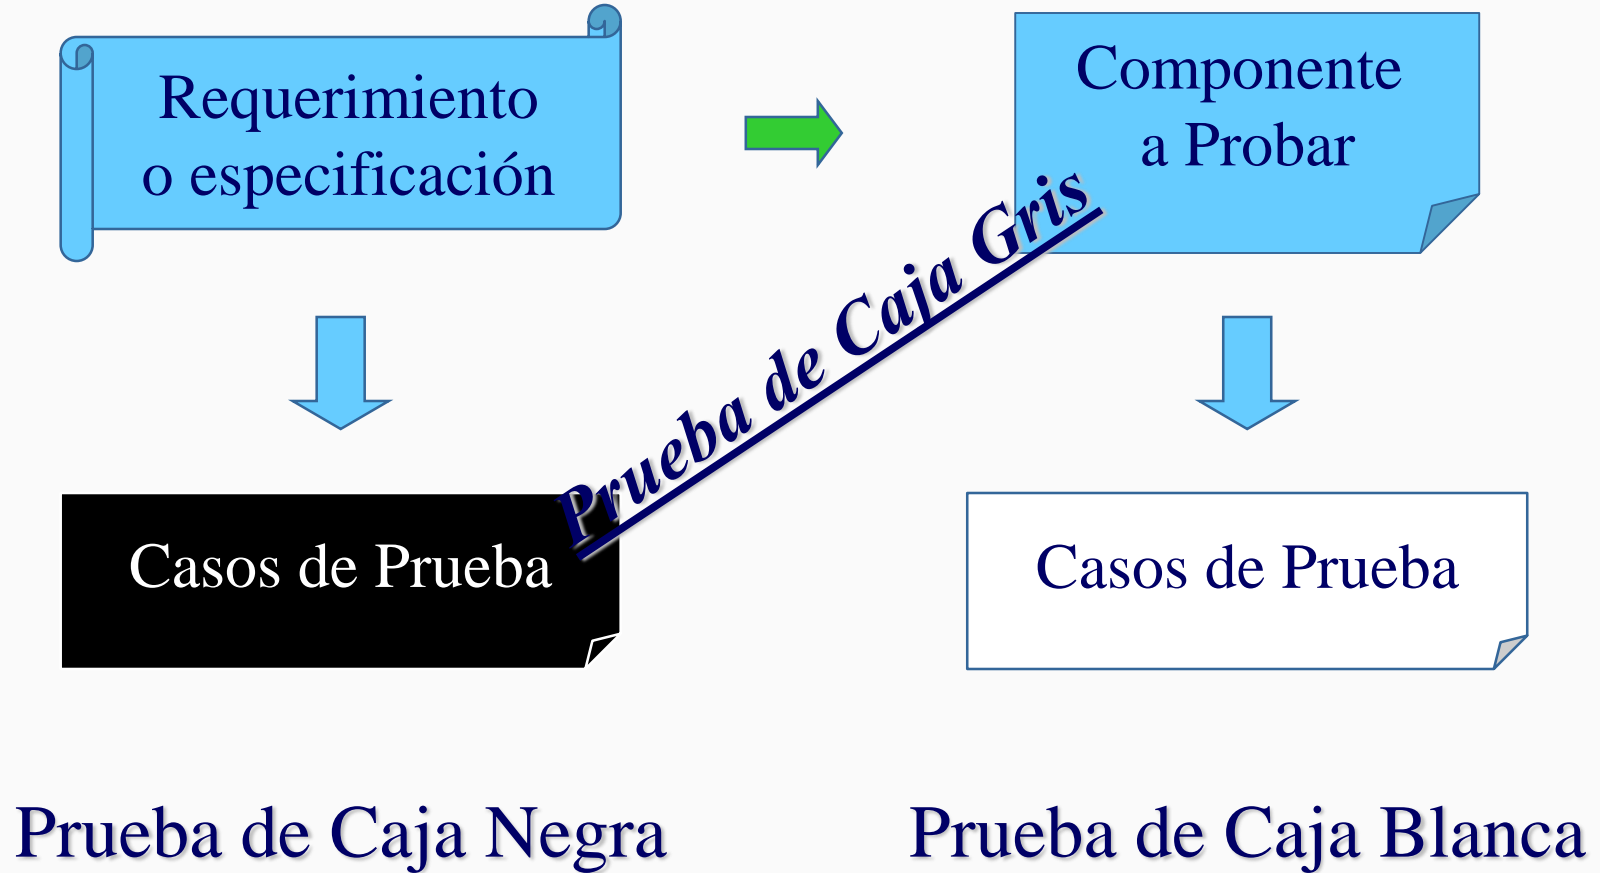 Requerimiento
o especificación
Componente
a Probar
Prueba de Caja Gris
Casos de Prueba
Casos de Prueba
Prueba de Caja Negra
Prueba de Caja Blanca